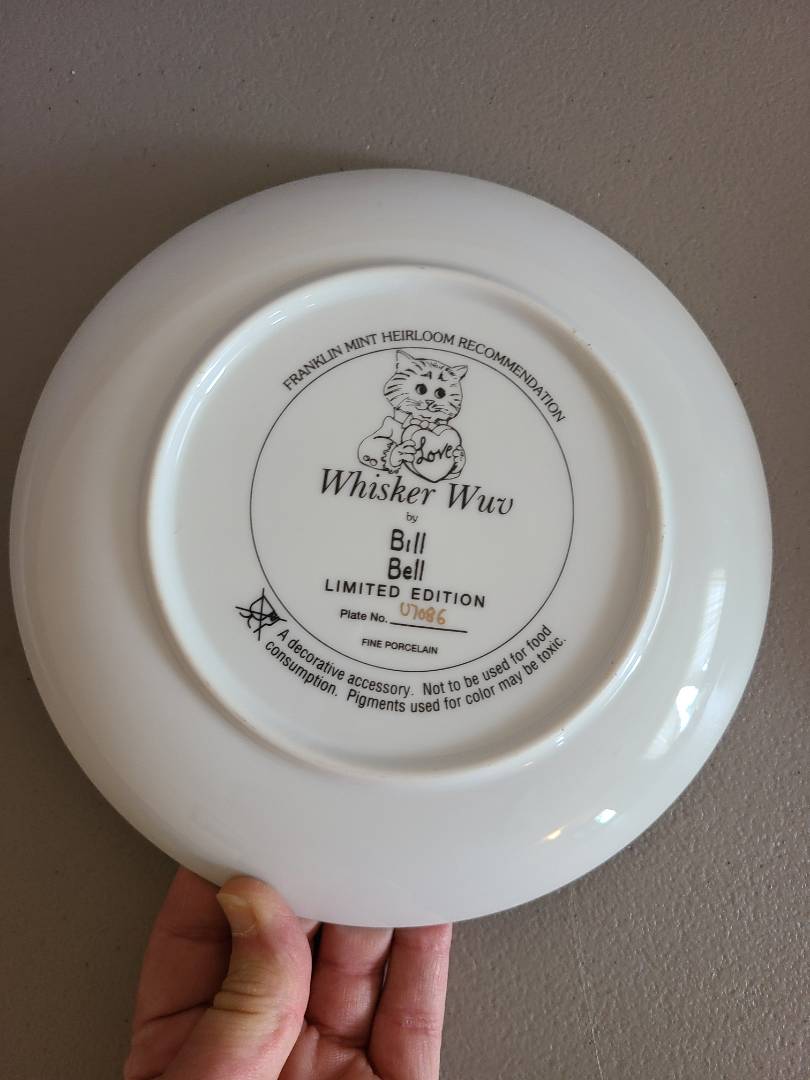 FRANKLIN MINT HEIRLOOM RECOMMENDATION
Love
Whisker Wuv
by
Bill
Bell
LIMITED EDITION
Plate No. U7086
FINE PORCELAIN
A decorative accessory. Not to be used for food
consumption. Pigments used for color may be toxic.